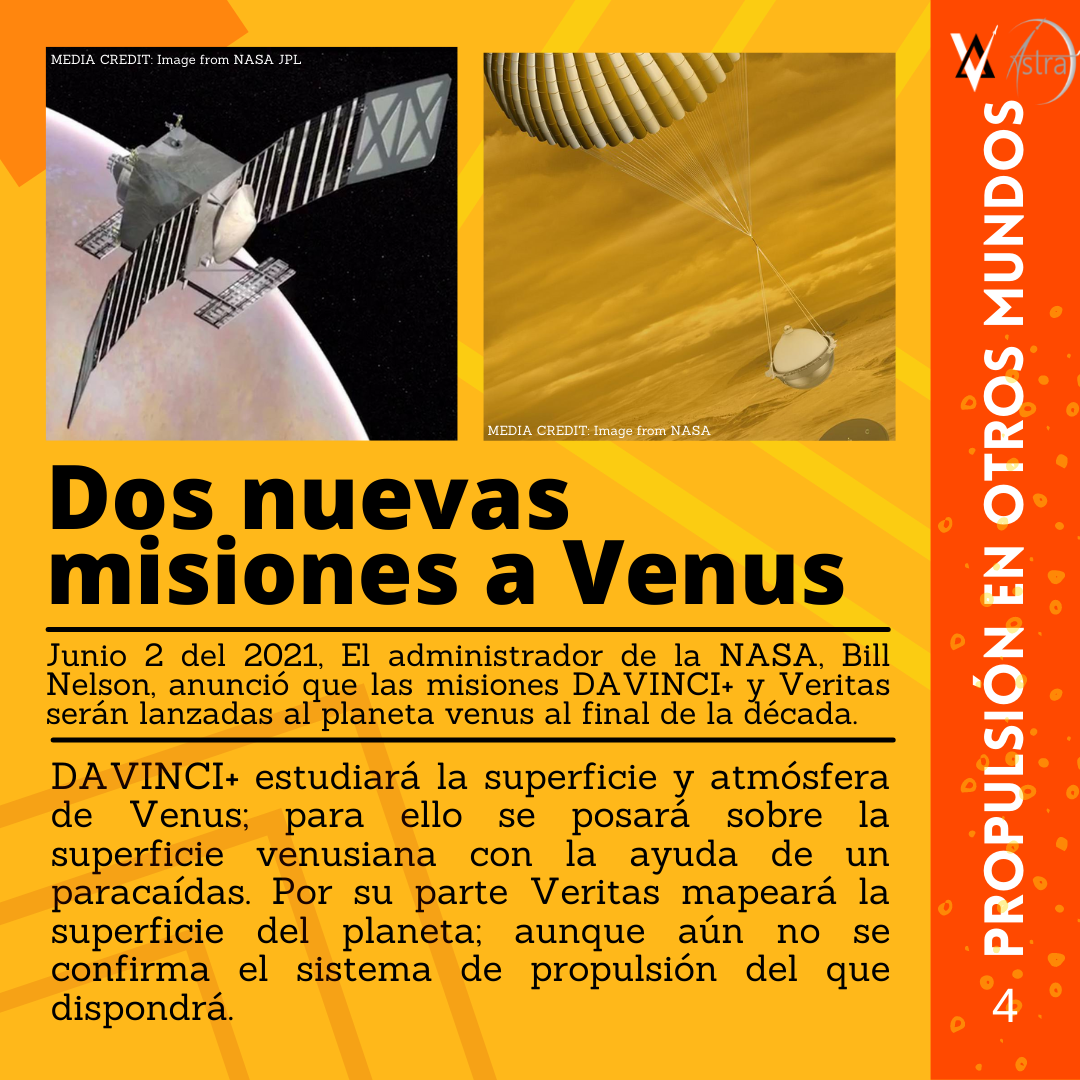 MEDIA CREDIT: Image from NASA JPL
MEDIA CREDIT: Image from NASA
Dos nuevas
misiones a Venus
Junio 2 del 2021, El administrador de la NASA, Bill
Nelson, anunció que las misiones DAVINCI+ y Veritas
serán lanzadas al planeta venus al final de la década.
DAVINCI+ estudiará la superficie y atmósfera
de Venus; para ello se posará sobre la
superficie venusiana con la ayuda de un
paracaídas. Por su parte Veritas mapeará la
superficie del planeta; aunque aún no se
confirma el sistema de propulsión del que
dispondrá.
Astra
PROPULSIÓN EN OTROS MUNDOS
4